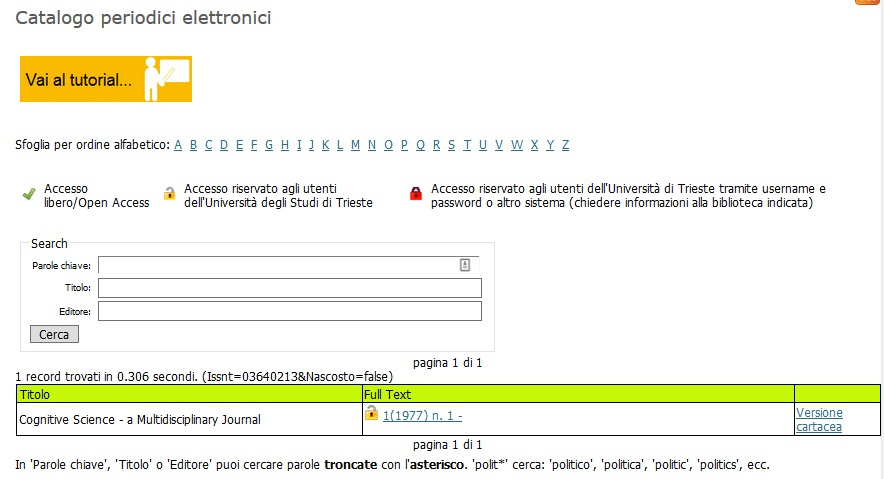 Catalogo periodici elettronici
Vai al tutorial...
Sfoglia per ordine alfabetico: A B C D E F G H I J K L M N O P Q R S T U V W X Y Z
Accesso
libero/Open Access
Accesso riservato agli utenti
dell'Università degli Studi di Trieste
Accesso riservato agli utenti dell'Università di Trieste tramite username e
password o altro sistema (chiedere informazioni alla biblioteca indicata)
Search
Parole chiave:
Titolo:
Editore:
Cerca
pagina 1 di 1
1 record trovati in 0.306 secondi. (Issnt=03640213&Nascosto=false)
Titolo Full Text
Cognitive Science - a Multidisciplinary Journal 1(1977) n. 1 - Versione
cartacea
pagina 1 di 1
In 'Parole chiave', 'Titolo' o 'Editore' puoi cercare parole troncate con l'asterisco. 'polit*' cerca: 'politico', 'politica', 'politic', 'politics', ecc.